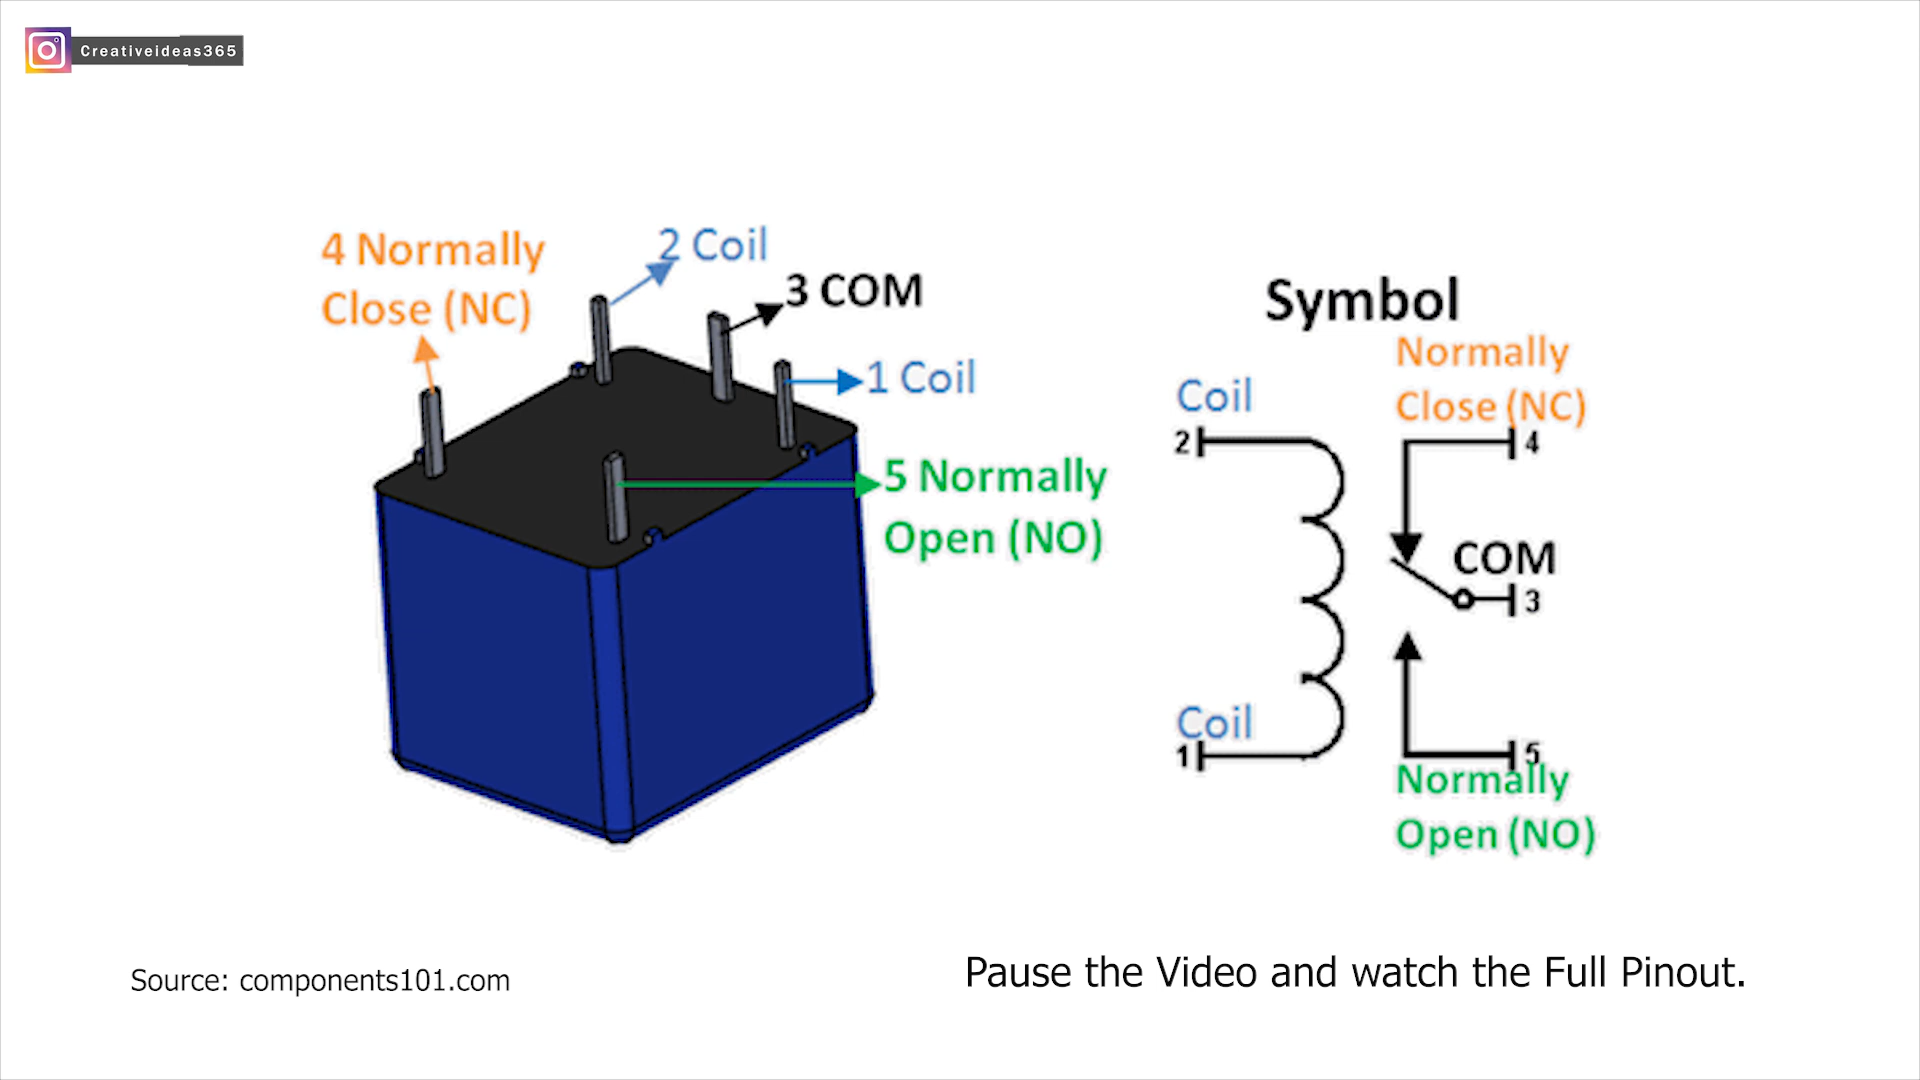 Creativeideas365
4 Normally
Close (NC)
2 Coil
3 COM
1 Coil
5 Normally
Open (NO)
Symbol
Normally
Close (NC)
Coil
2
4
COM
3
Coil
1
5
Normally
Open (NO)
Source: components101.com
Pause the Video and watch the Full Pinout.